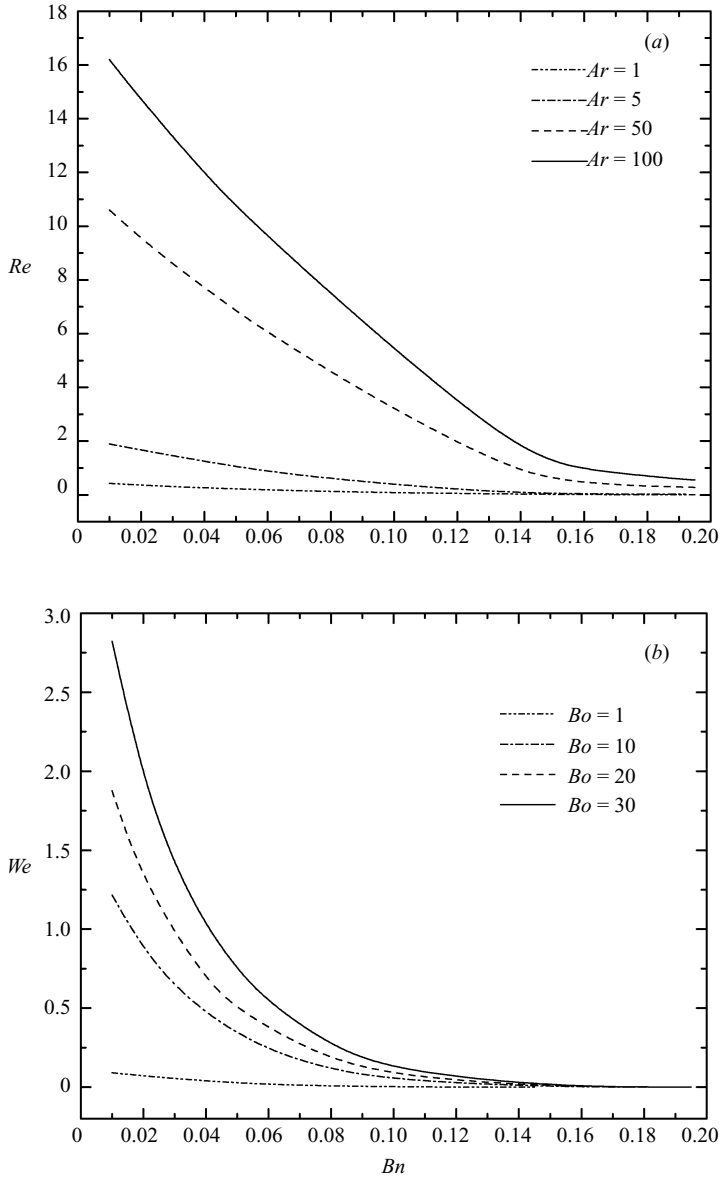 18
(a)
16
Ar = 1
14
Ar = 5
Ar = 50
12
Ar = 100
10
Re
8
6
4
2
0
0 0.02 0.04 0.06 0.08 0.10 0.12 0.14 0.16 0.18 0.20
3.0
(b)
2.5
Bo = 1
Bo = 10
2.0
Bo = 20
Bo = 30
1.5
We
1.0
0.5
0
0 0.02 0.04 0.06 0.08 0.10 0.12 0.14 0.16 0.18 0.20
Bn